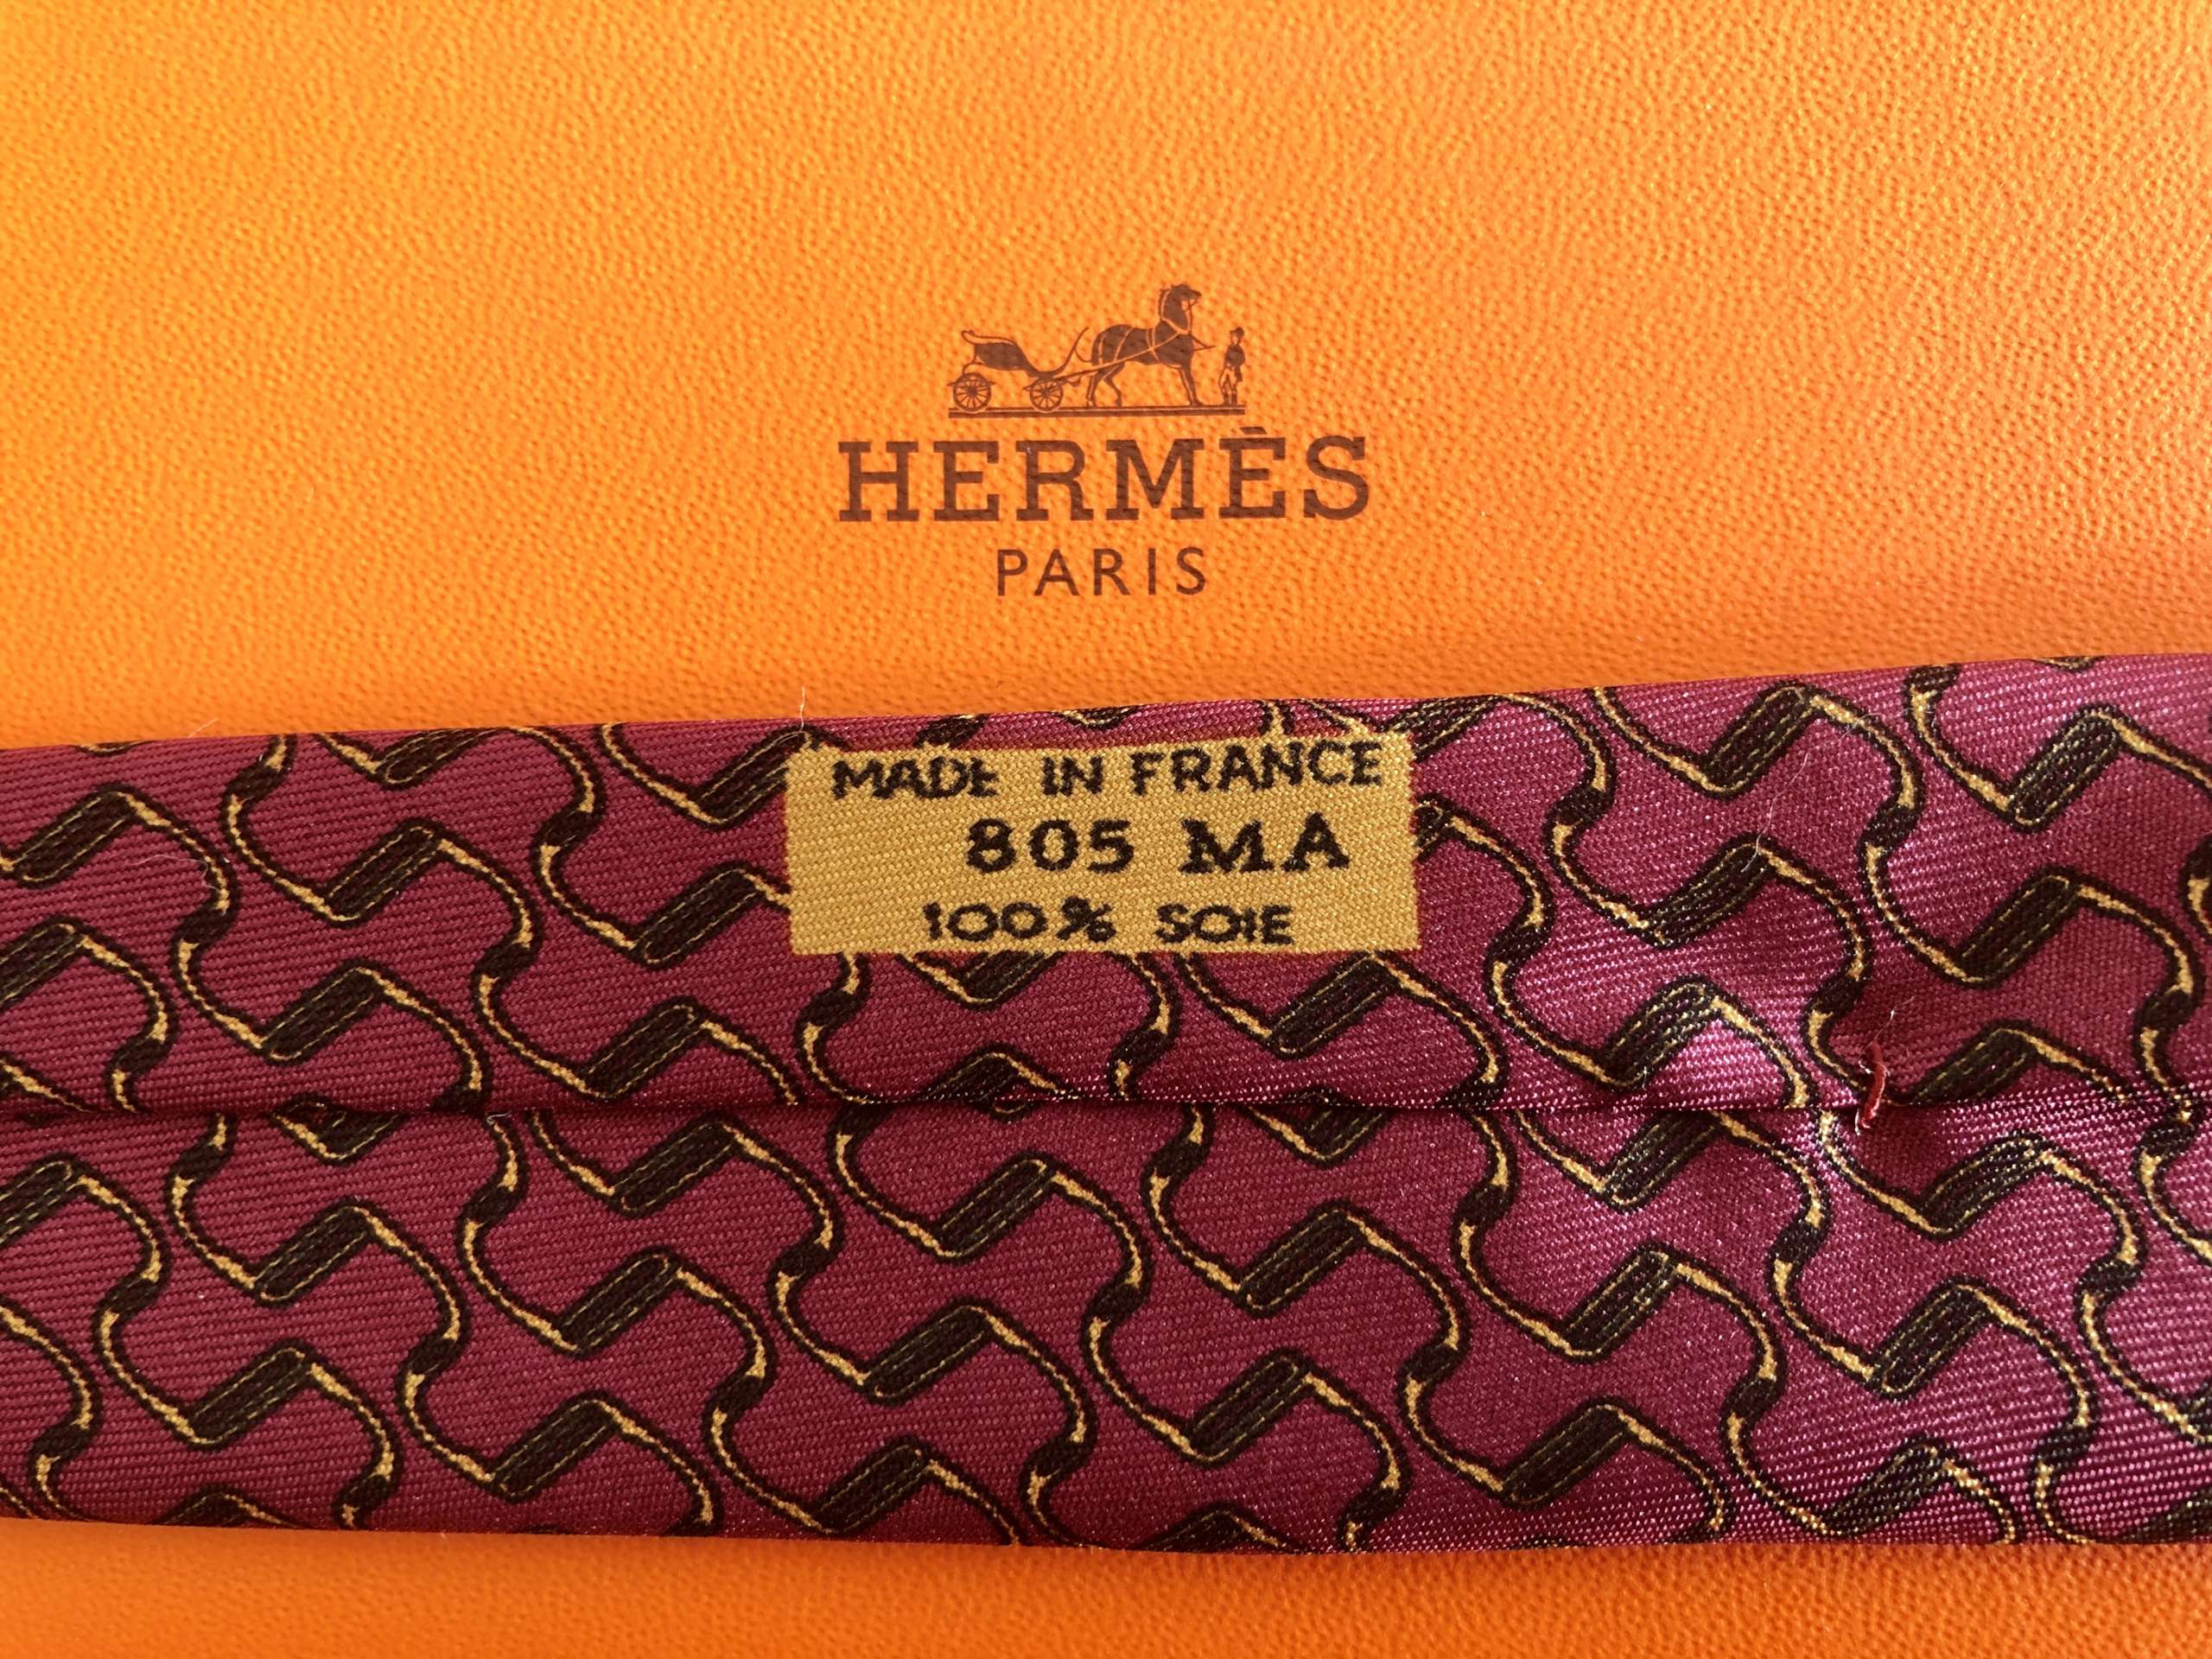 HERMÈS
PARIS
MADE IN FRANCE
805 MA
100% SOIE